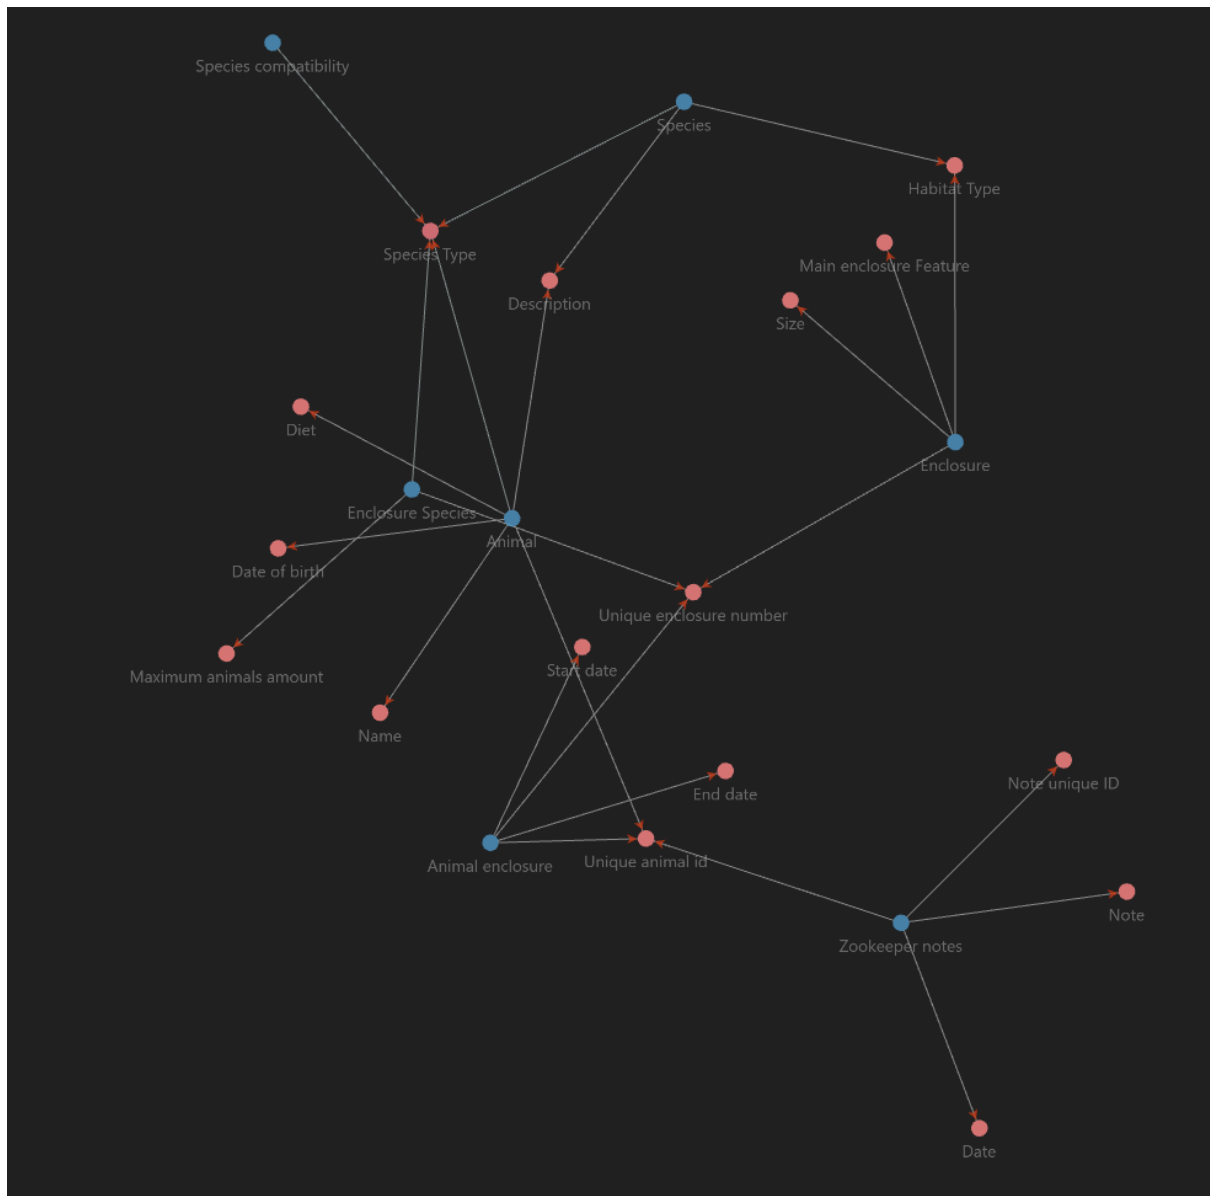 Species compatibility
Species
Habitat Type
Species Type
Main enclosure Feature
Description
Size
Diet
Enclosure
Enclosure Species
Animal
Date of birth
Unique enclosure number
Start date
Maximum animals amount
Name
Note unique ID
End date
Unique animal id
Animal enclosure
Note
Zookeeper notes
Date